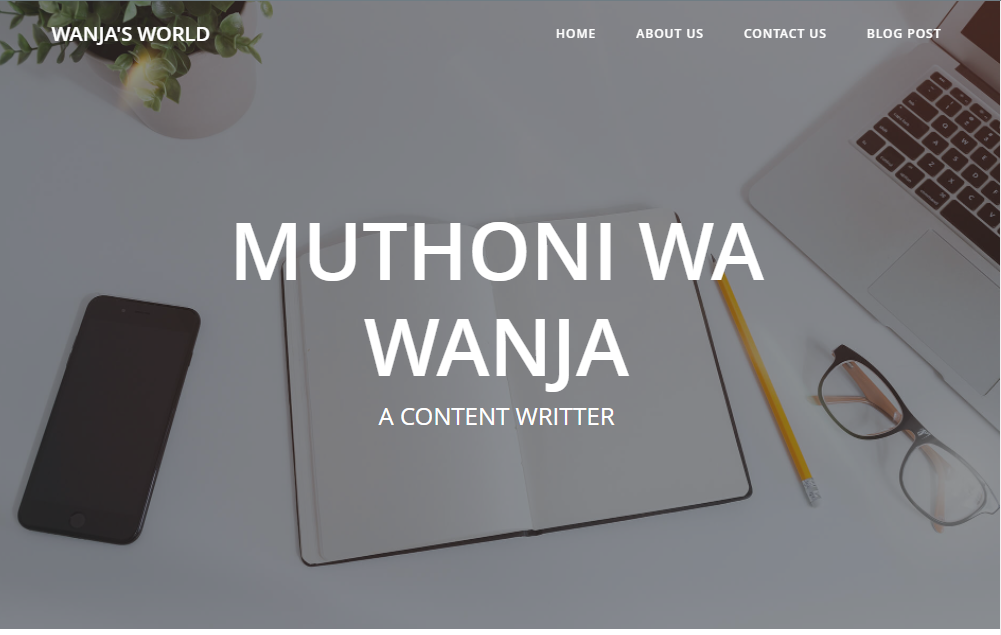 WANJA'S WORLD
HOME ABOUT US CONTACT US BLOG POST
MUTHONI WA
WANJA
A CONTENT WRITTER